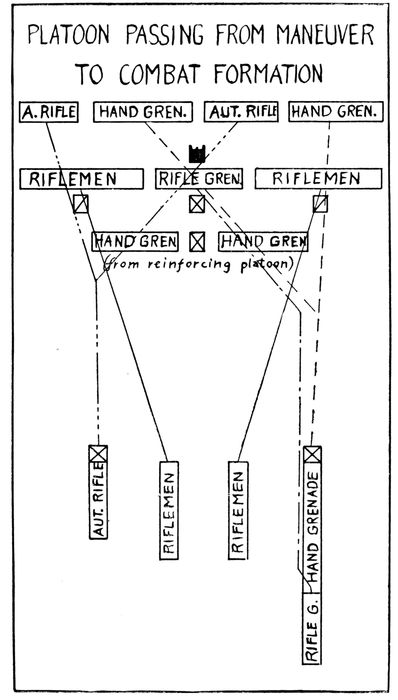 PLATOON PASSING FROM MANEUVER
TO COMBAT FORMATION
A. RIFLE
HAND GREN.
AUT. RIFLE
HAND GREN.
RIFLEMEN
RIFLE GREN.
RIFLEMEN
HAND GREN
HAND GREN
(from reinforcing platoon)
AUT. RIFLE
RIFLEMEN
RIFLEMEN
RIFLE G. HAND GRENADE